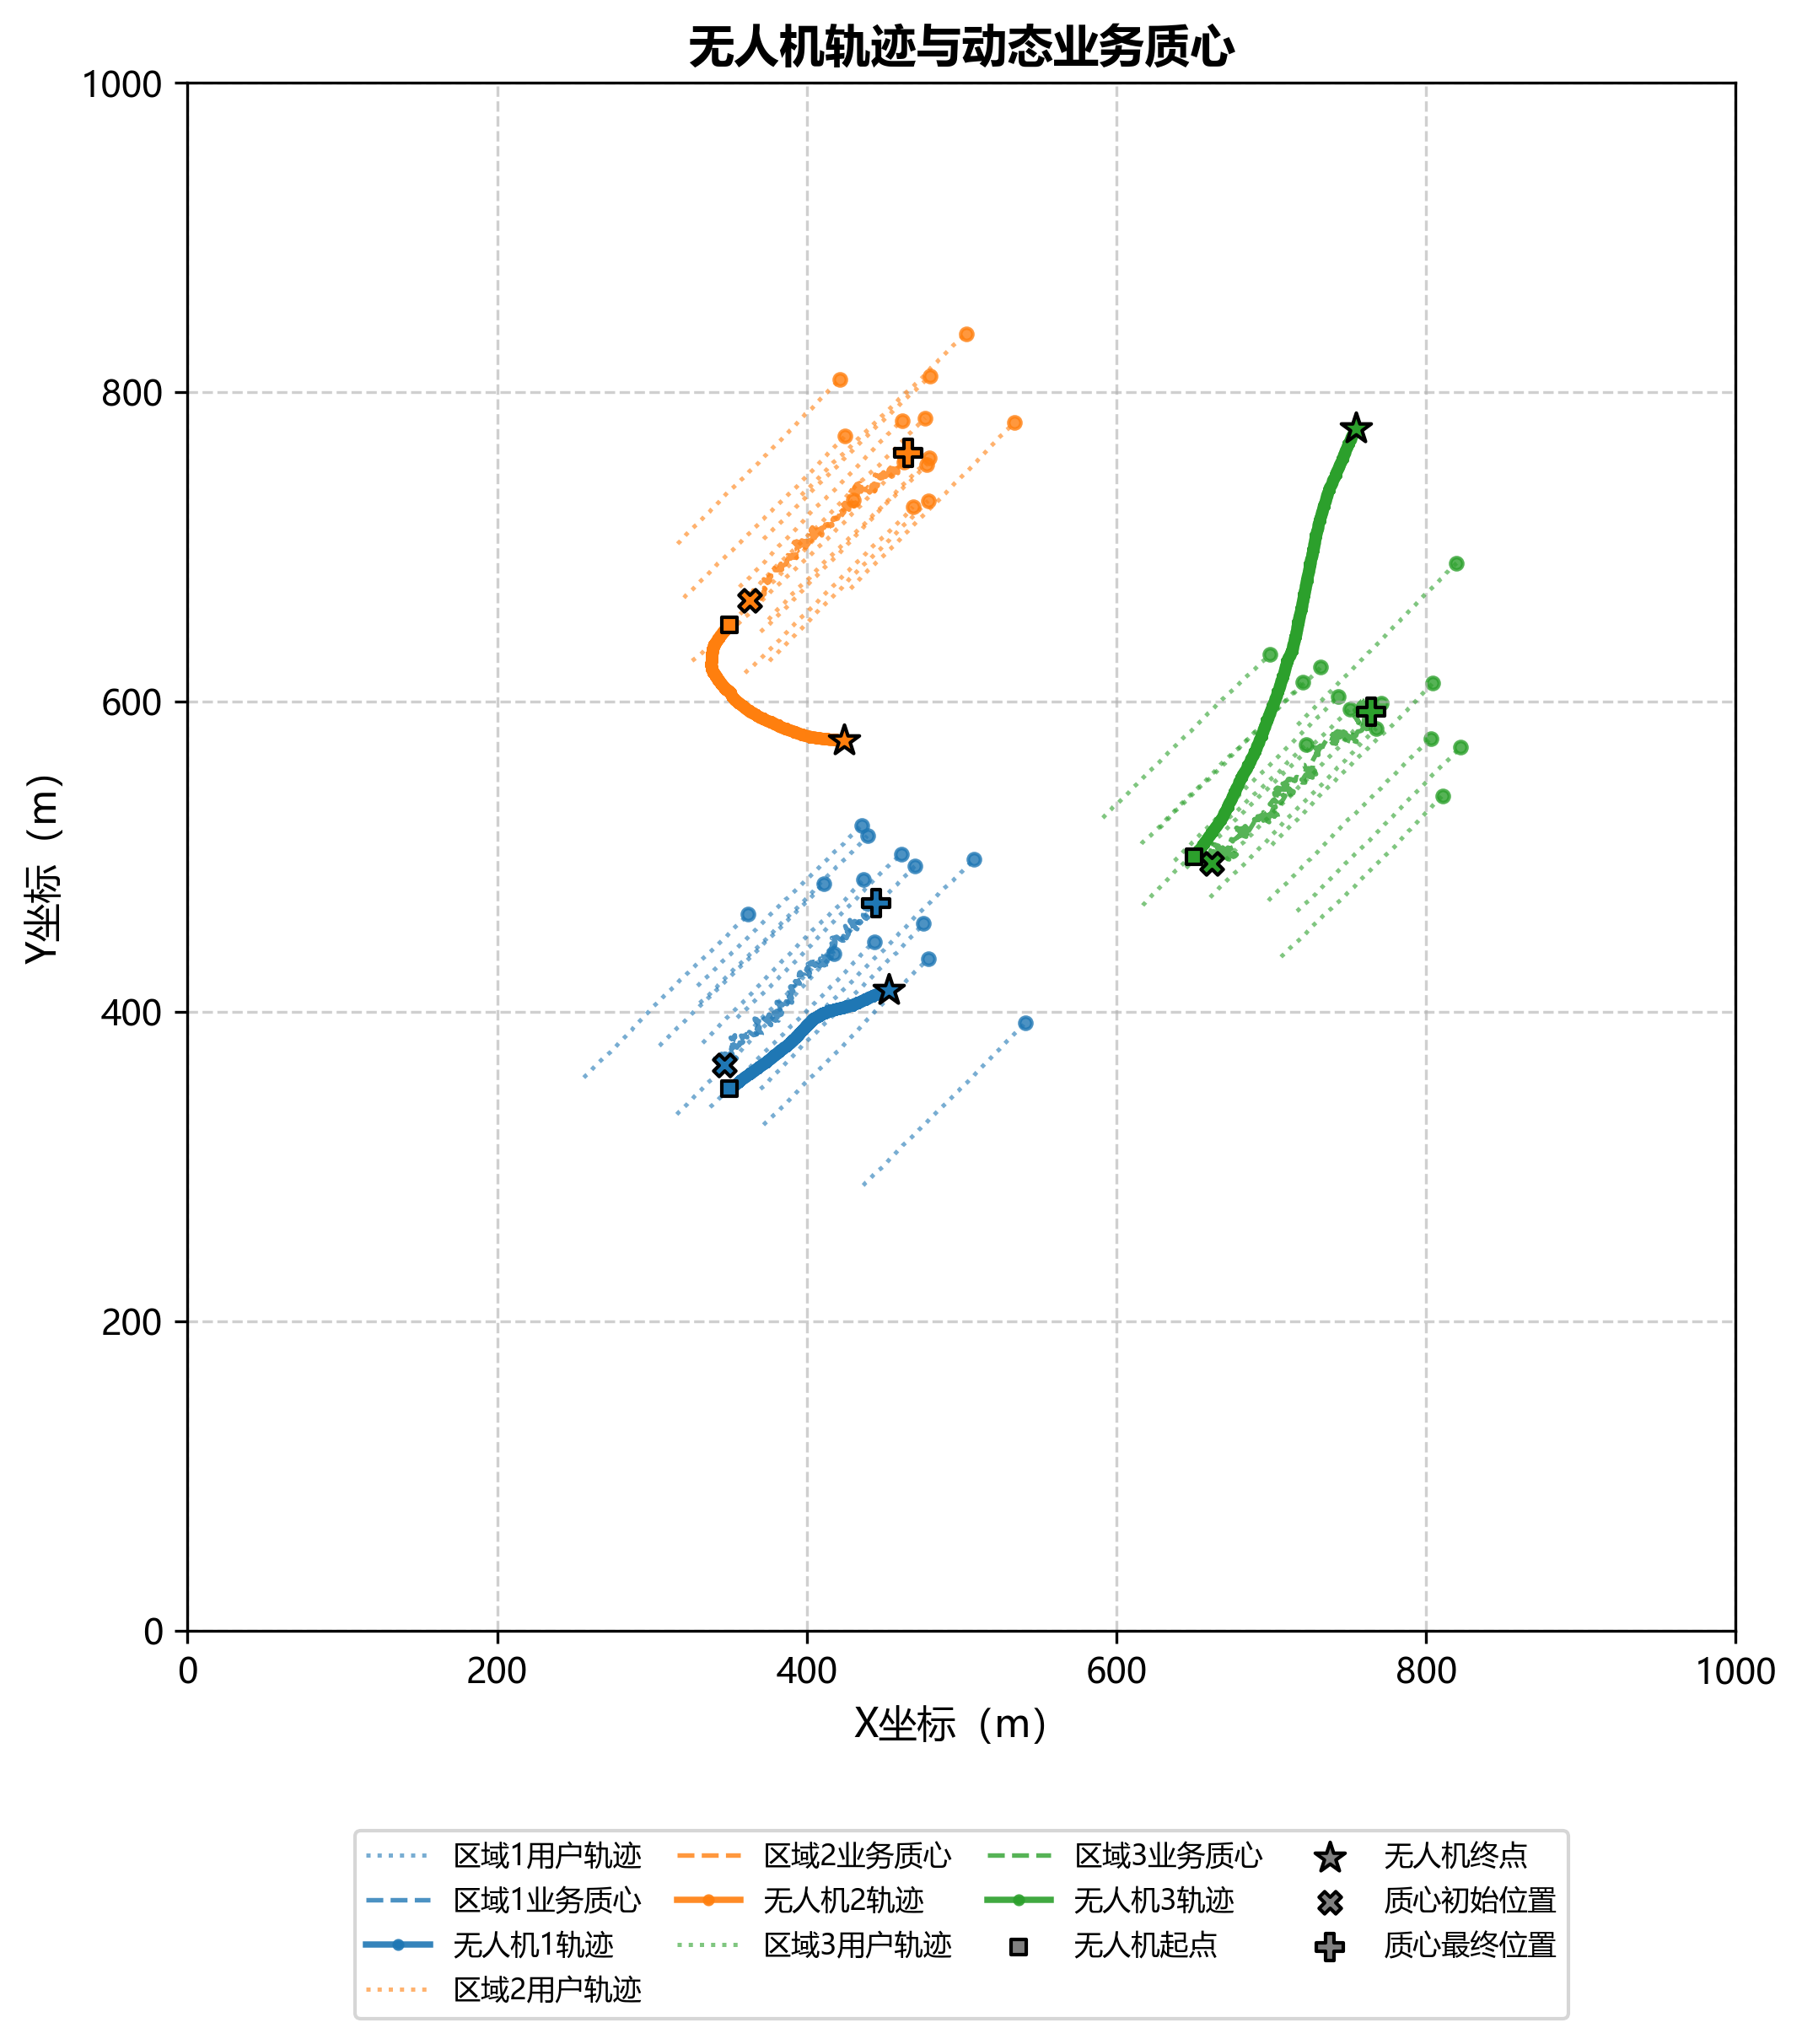 无人机轨迹与动态业务质心
1000
800
600
400
200
0
Y坐标（m）
0 200 400 600 800 1000
X坐标（m）
区域1用户轨迹 区域2业务质心 区域3业务质心 无人机终点
区域1业务质心 无人机2轨迹 无人机3轨迹 质心初始位置
无人机1轨迹 区域3用户轨迹 无人机起点 质心最终位置
区域2用户轨迹